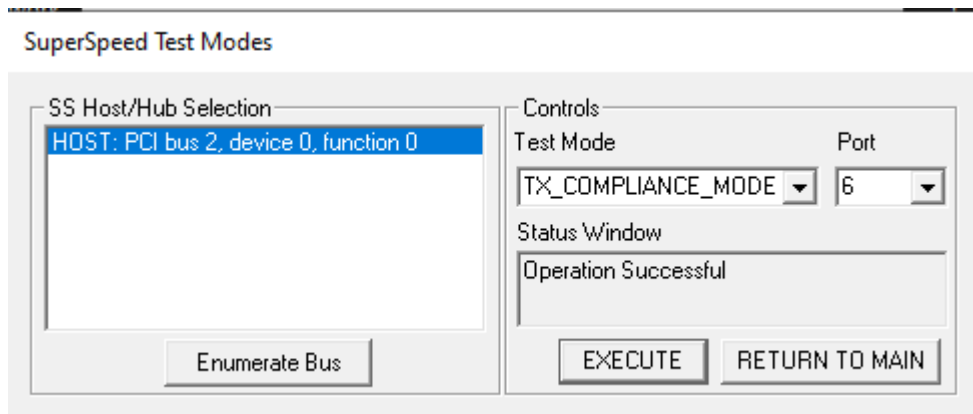 SuperSpeed Test Modes
SS Host/Hub Selection
HOST: PCI bus 2, device 0, function 0
Enumerate Bus
Controls
Test Mode
Port
TX_COMPLIANCE_MODE
6
Status Window
Operation Successful
EXECUTE
RETURN TO MAIN